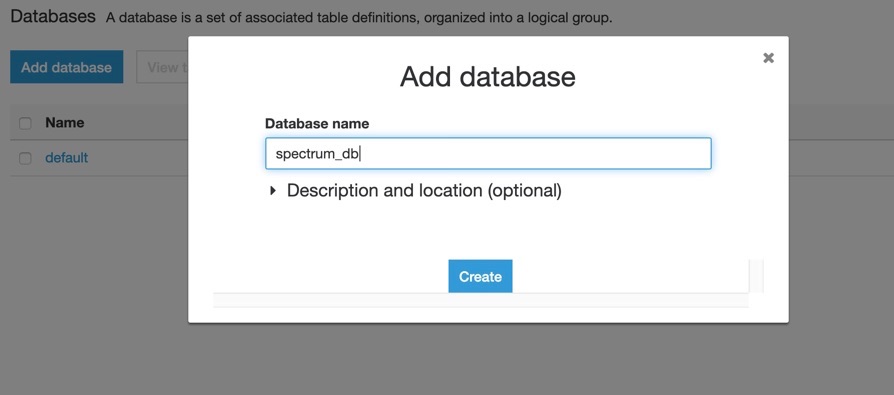 Databases A database is a set of associated table definitions, organized into a logical group.
Add database
View t
Name
default
Add database
Database name
spectrum_db
Description and location (optional)
Create